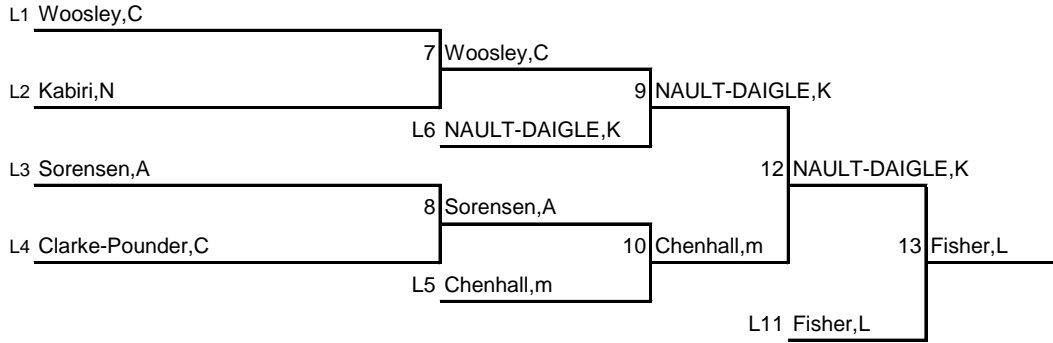 L1 Woosley,C
7 Woosley,C
L2 Kabiri,N
9 NAULT-DAIGLE,K
L6 NAULT-DAIGLE,K
L3 Sorensen,A
12 NAULT-DAIGLE,K
8 Sorensen,A
L4 Clarke-Pounder,C
10 Chenhall,m
13 Fisher,L
L5 Chenhall,m
L11 Fisher,L